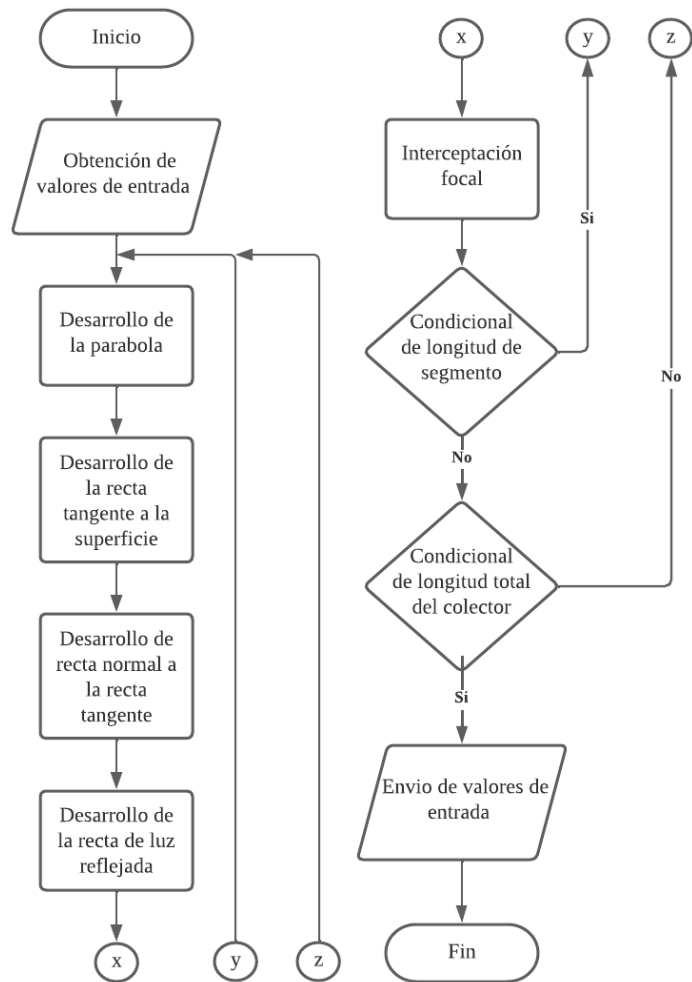 Inicio
Obtención de
valores de entrada
Desarrollo de
la parabola
Desarrollo de
la recta
tangente a la
superficie
Desarrollo de
recta normal a
la recta
tangente
Desarrollo de
la recta de luz
reflejada
x
y
z
x
y
z
Interceptación
focal
Si
Condicional
de longitud de
segmento
No
No
Condicional
de longitud total
del colector
Si
Envio de valores de
entrada
Fin